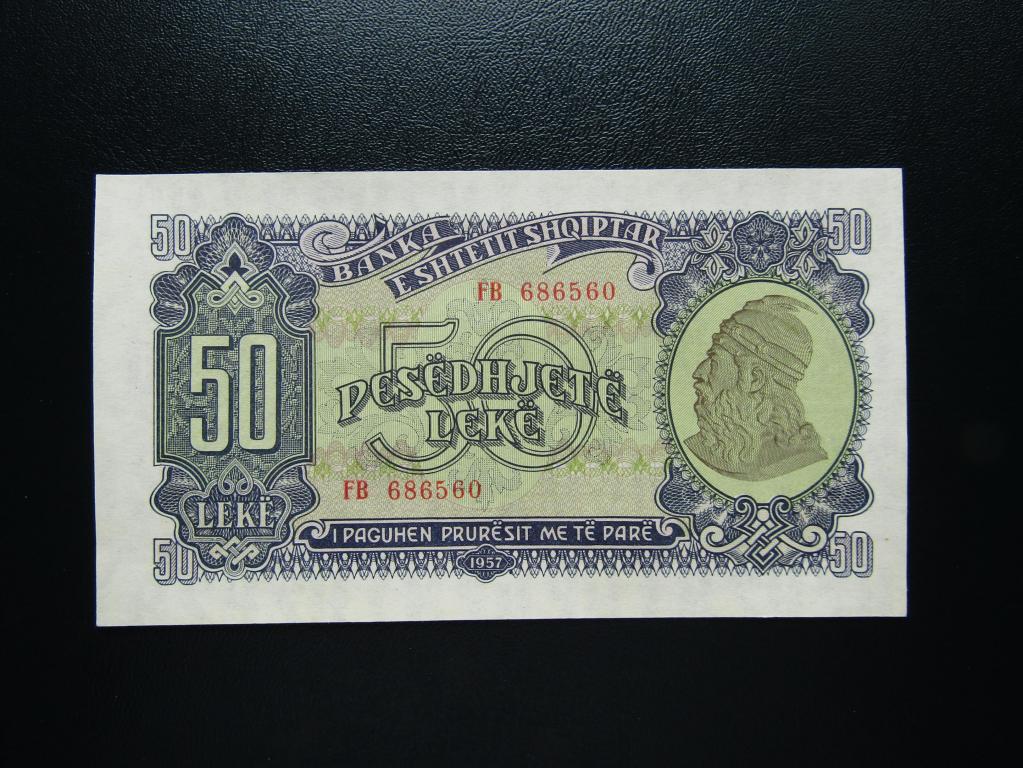 50
50
BANKA
E SHTETIT SHQIPTAR
FB 686560
50
50
PESËDHJETË
LEKË
FB 686560
LEKË
I PAGUHEN PRURËSIT ME TË PARË
50
1957
50